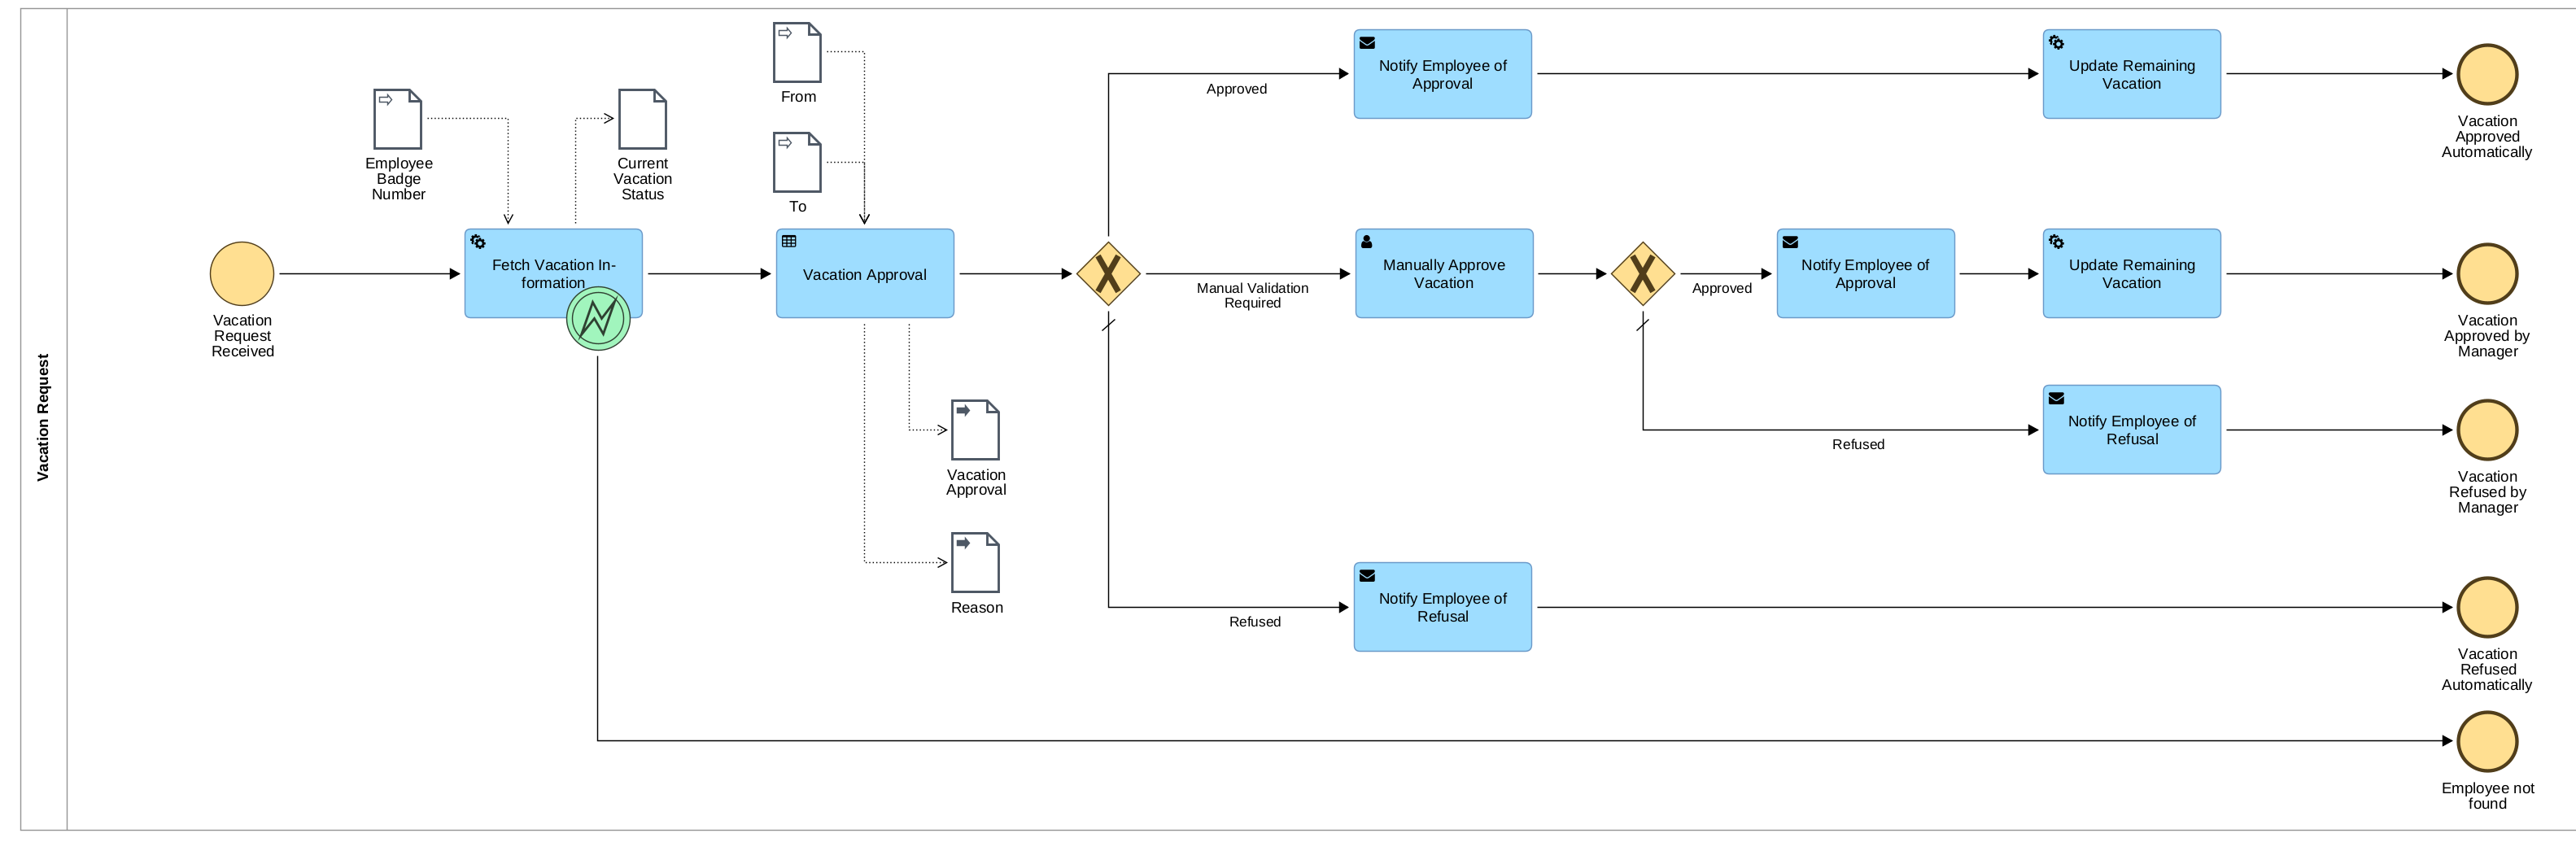 Vacation Request
From
Approved
Notify Employee of
Approval
Update Remaining
Vacation
Vacation
Approved
Automatically
Employee
Badge
Number
Current
Vacation
Status
To
Vacation
Request
Received
Fetch Vacation In-
formation
Vacation Approval
Manual Validation
Required
Manually Approve
Vacation
Approved
Notify Employee of
Approval
Update Remaining
Vacation
Vacation
Approved by
Manager
Refused
Notify Employee of
Refusal
Vacation
Refused by
Manager
Vacation
Approval
Reason
Refused
Notify Employee of
Refusal
Vacation
Refused
Automatically
Employee not
found